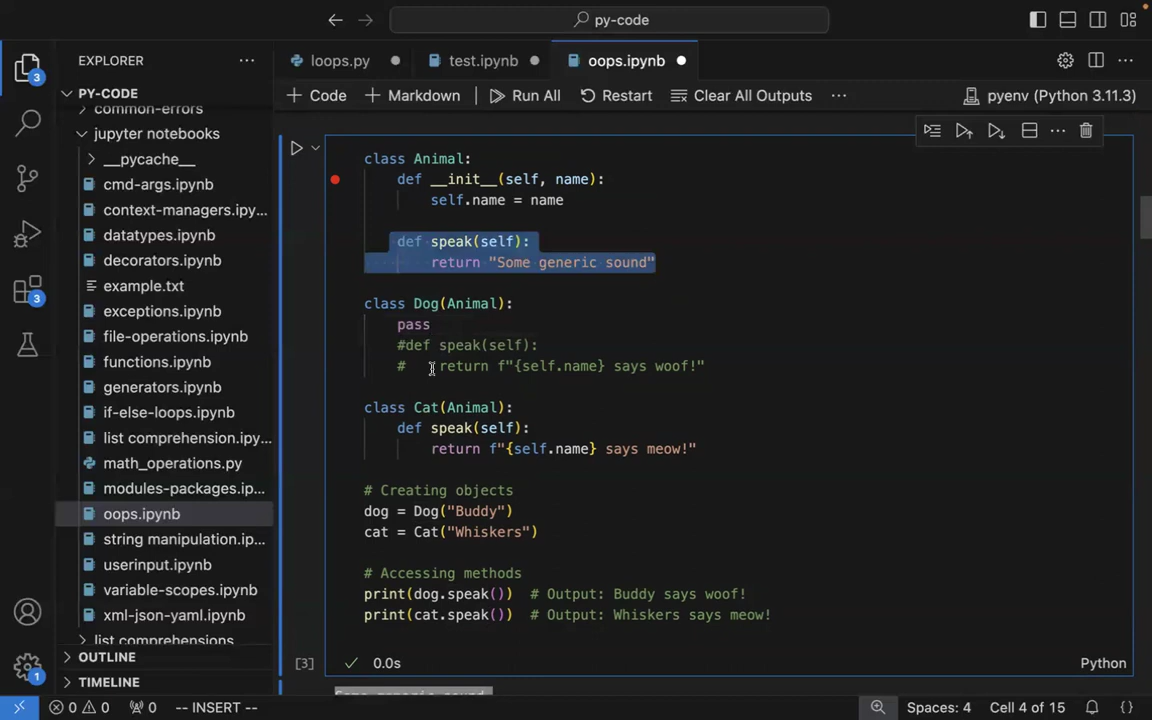 py-code
EXPLORER
loops.py
test.ipynb
oops.ipynb
PY-CODE
Code
Markdown
Run All
Restart
Clear All Outputs
pyenv (Python 3.11.3)
3
common-errors
jupyter notebooks
__pycache__
cmd-args.ipynb
context-managers.ipy...
datatypes.ipynb
decorators.ipynb
example.txt
exceptions.ipynb
file-operations.ipynb
functions.ipynb
generators.ipynb
if-else-loops.ipynb
list comprehension.ipy...
math_operations.py
modules-packages.ip...
oops.ipynb
string manipulation.ip...
userinput.ipynb
variable-scopes.ipynb
xml-json-yaml.ipynb
list comprehensions
OUTLINE
TIMELINE
3
1
class Animal:
def __init__(self, name):
self.name = name
def speak(self):
return "Some generic sound"
class Dog(Animal):
pass
#def speak(self):
# return f"{self.name} says woof!"
class Cat(Animal):
def speak(self):
return f"{self.name} says meow!"
# Creating objects
dog = Dog("Buddy")
cat = Cat("Whiskers")
# Accessing methods
print(dog.speak()) # Output: Buddy says woof!
print(cat.speak()) # Output: Whiskers says meow!
[3]
0.0s
Python
Some generic sound
0
0
0
-- INSERT --
Spaces: 4
Cell 4 of 15